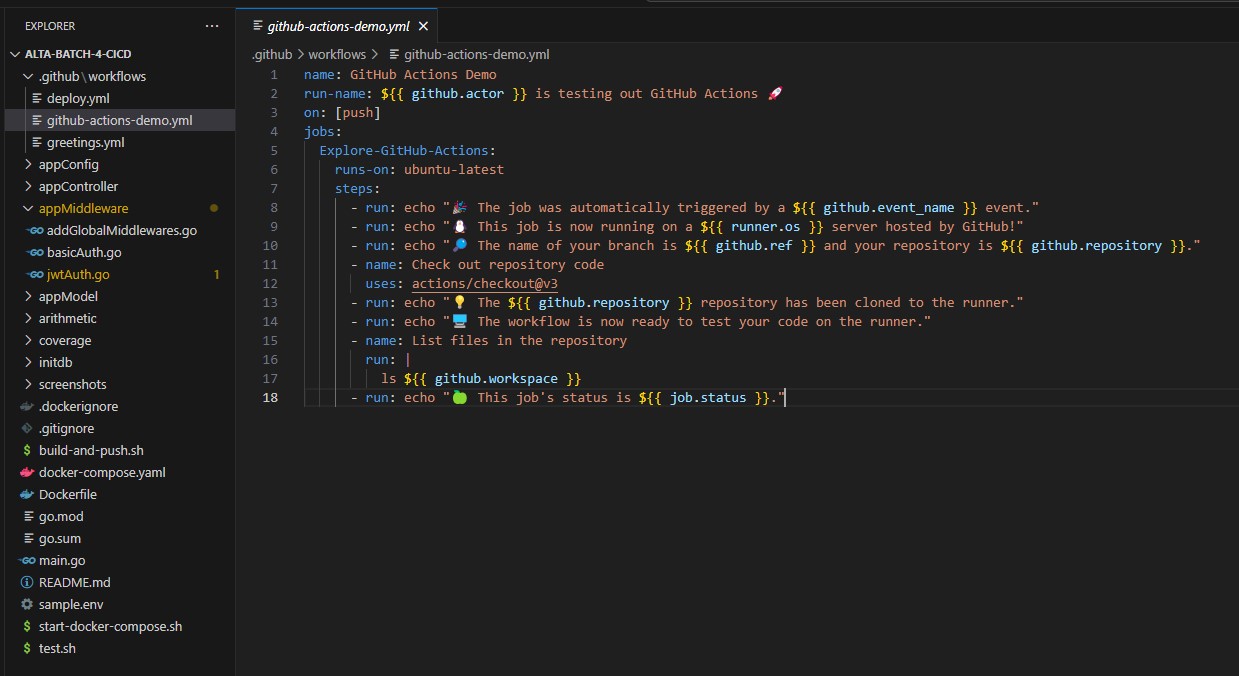 EXPLORER
ALTA-BATCH-4-CICD
.github\workflows
deploy.yml
github-actions-demo.yml
greetings.yml
appConfig
appController
appMiddleware
addGlobalMiddlewares.go
basicAuth.go
jwtAuth.go 1
appModel
arithmetic
coverage
initdb
screenshots
.dockerignore
.gitignore
$ build-and-push.sh
docker-compose.yaml
Dockerfile
go.mod
go.sum
main.go
README.md
sample.env
$ start-docker-compose.sh
$ test.sh
github-actions-demo.yml
.github > workflows > github-actions-demo.yml
1 name: GitHub Actions Demo
2 run-name: ${{ github.actor }} is testing out GitHub Actions 🚀
3 on: [push]
4 jobs:
5   Explore-GitHub-Actions:
6     runs-on: ubuntu-latest
7     steps:
8       - run: echo "🎉 The job was automatically triggered by a ${{ github.event_name }} event."
9       - run: echo "🐧 This job is now running on a ${{ runner.os }} server hosted by GitHub!"
10       - run: echo "🔎 The name of your branch is ${{ github.ref }} and your repository is ${{ github.repository }}."
11       - name: Check out repository code
12         uses: actions/checkout@v3
13       - run: echo "💡 The ${{ github.repository }} repository has been cloned to the runner."
14       - run: echo "🖥️ The workflow is now ready to test your code on the runner."
15       - name: List files in the repository
16         run: |
17           ls ${{ github.workspace }}
18       - run: echo "🍏 This job's status is ${{ job.status }}."